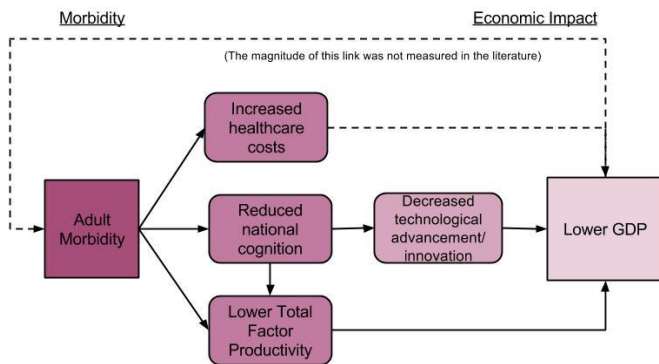 Morbidity
Economic Impact
(The magnitude of this link was not measured in the literature)
Increased
healthcare
costs
Adult
Morbidity
Reduced
national
cognition
Decreased
technological
advancement/
innovation
Lower GDP
Lower Total
Factor
Productivity